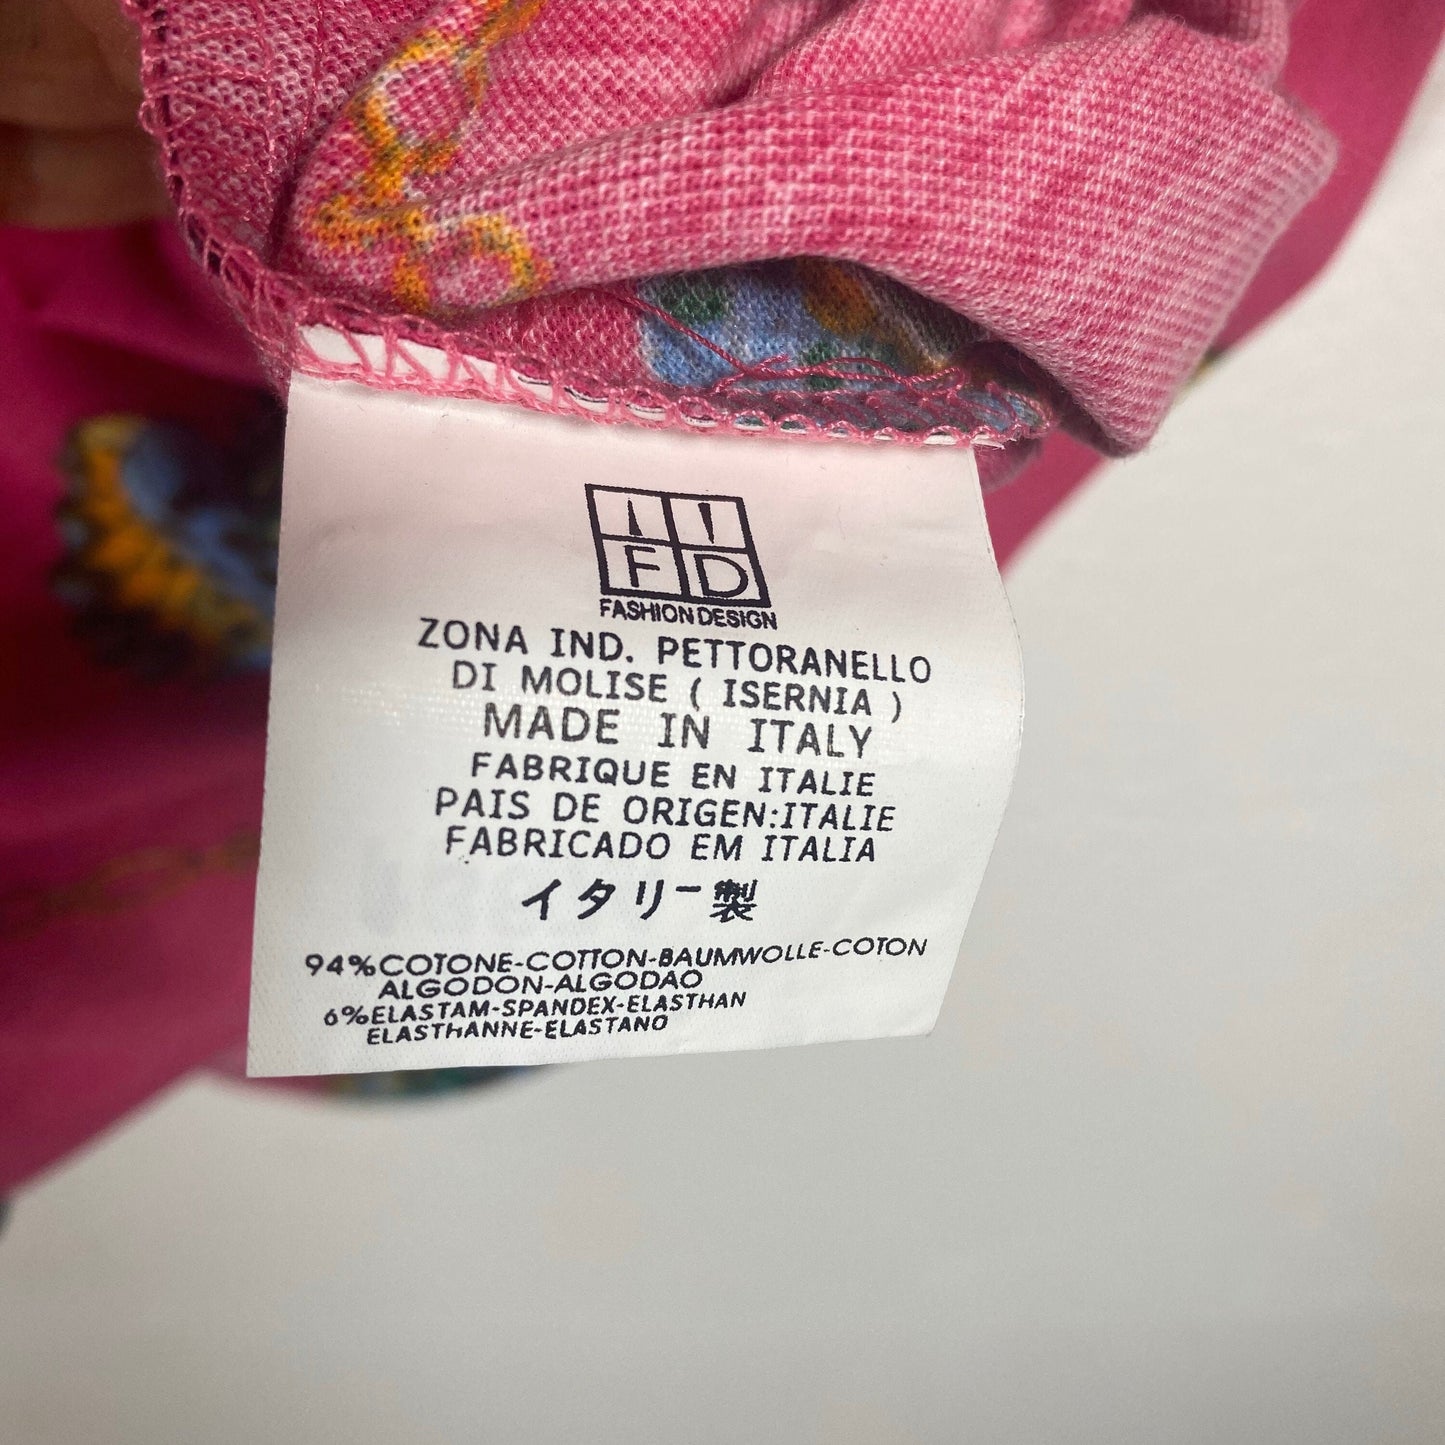 FD
FASHION DESIGN
ZONA IND. PETTORANELLO
DI MOLISE ( ISERNIA )
MADE IN ITALY
FABRIQUE EN ITALIE
PAIS DE ORIGEN:ITALIE
FABRICADO EM ITALIA
イタリー製
94%COTONE-COTTON-BAUMWOLLE-COTON
ALGODON-ALGODAO
6%ELASTAM-SPANDEX-ELASTHAN
ELASTHANNE-ELASTANO